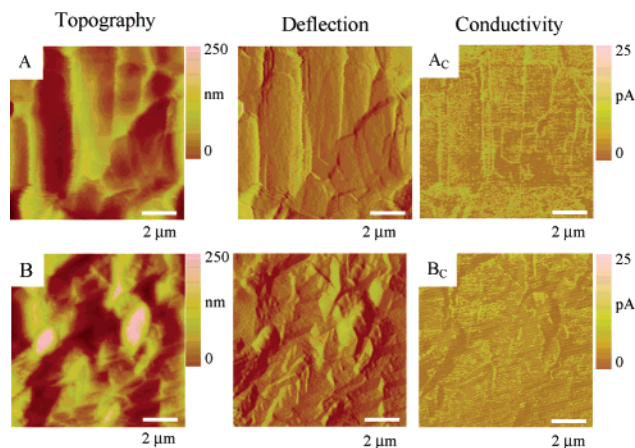 Topography Deflection Conductivity
A 250 nm 0 A_C 25 pA 0
2 μm 2 μm 2 μm
B 250 nm 0 B_C 25 pA 0
2 μm 2 μm 2 μm